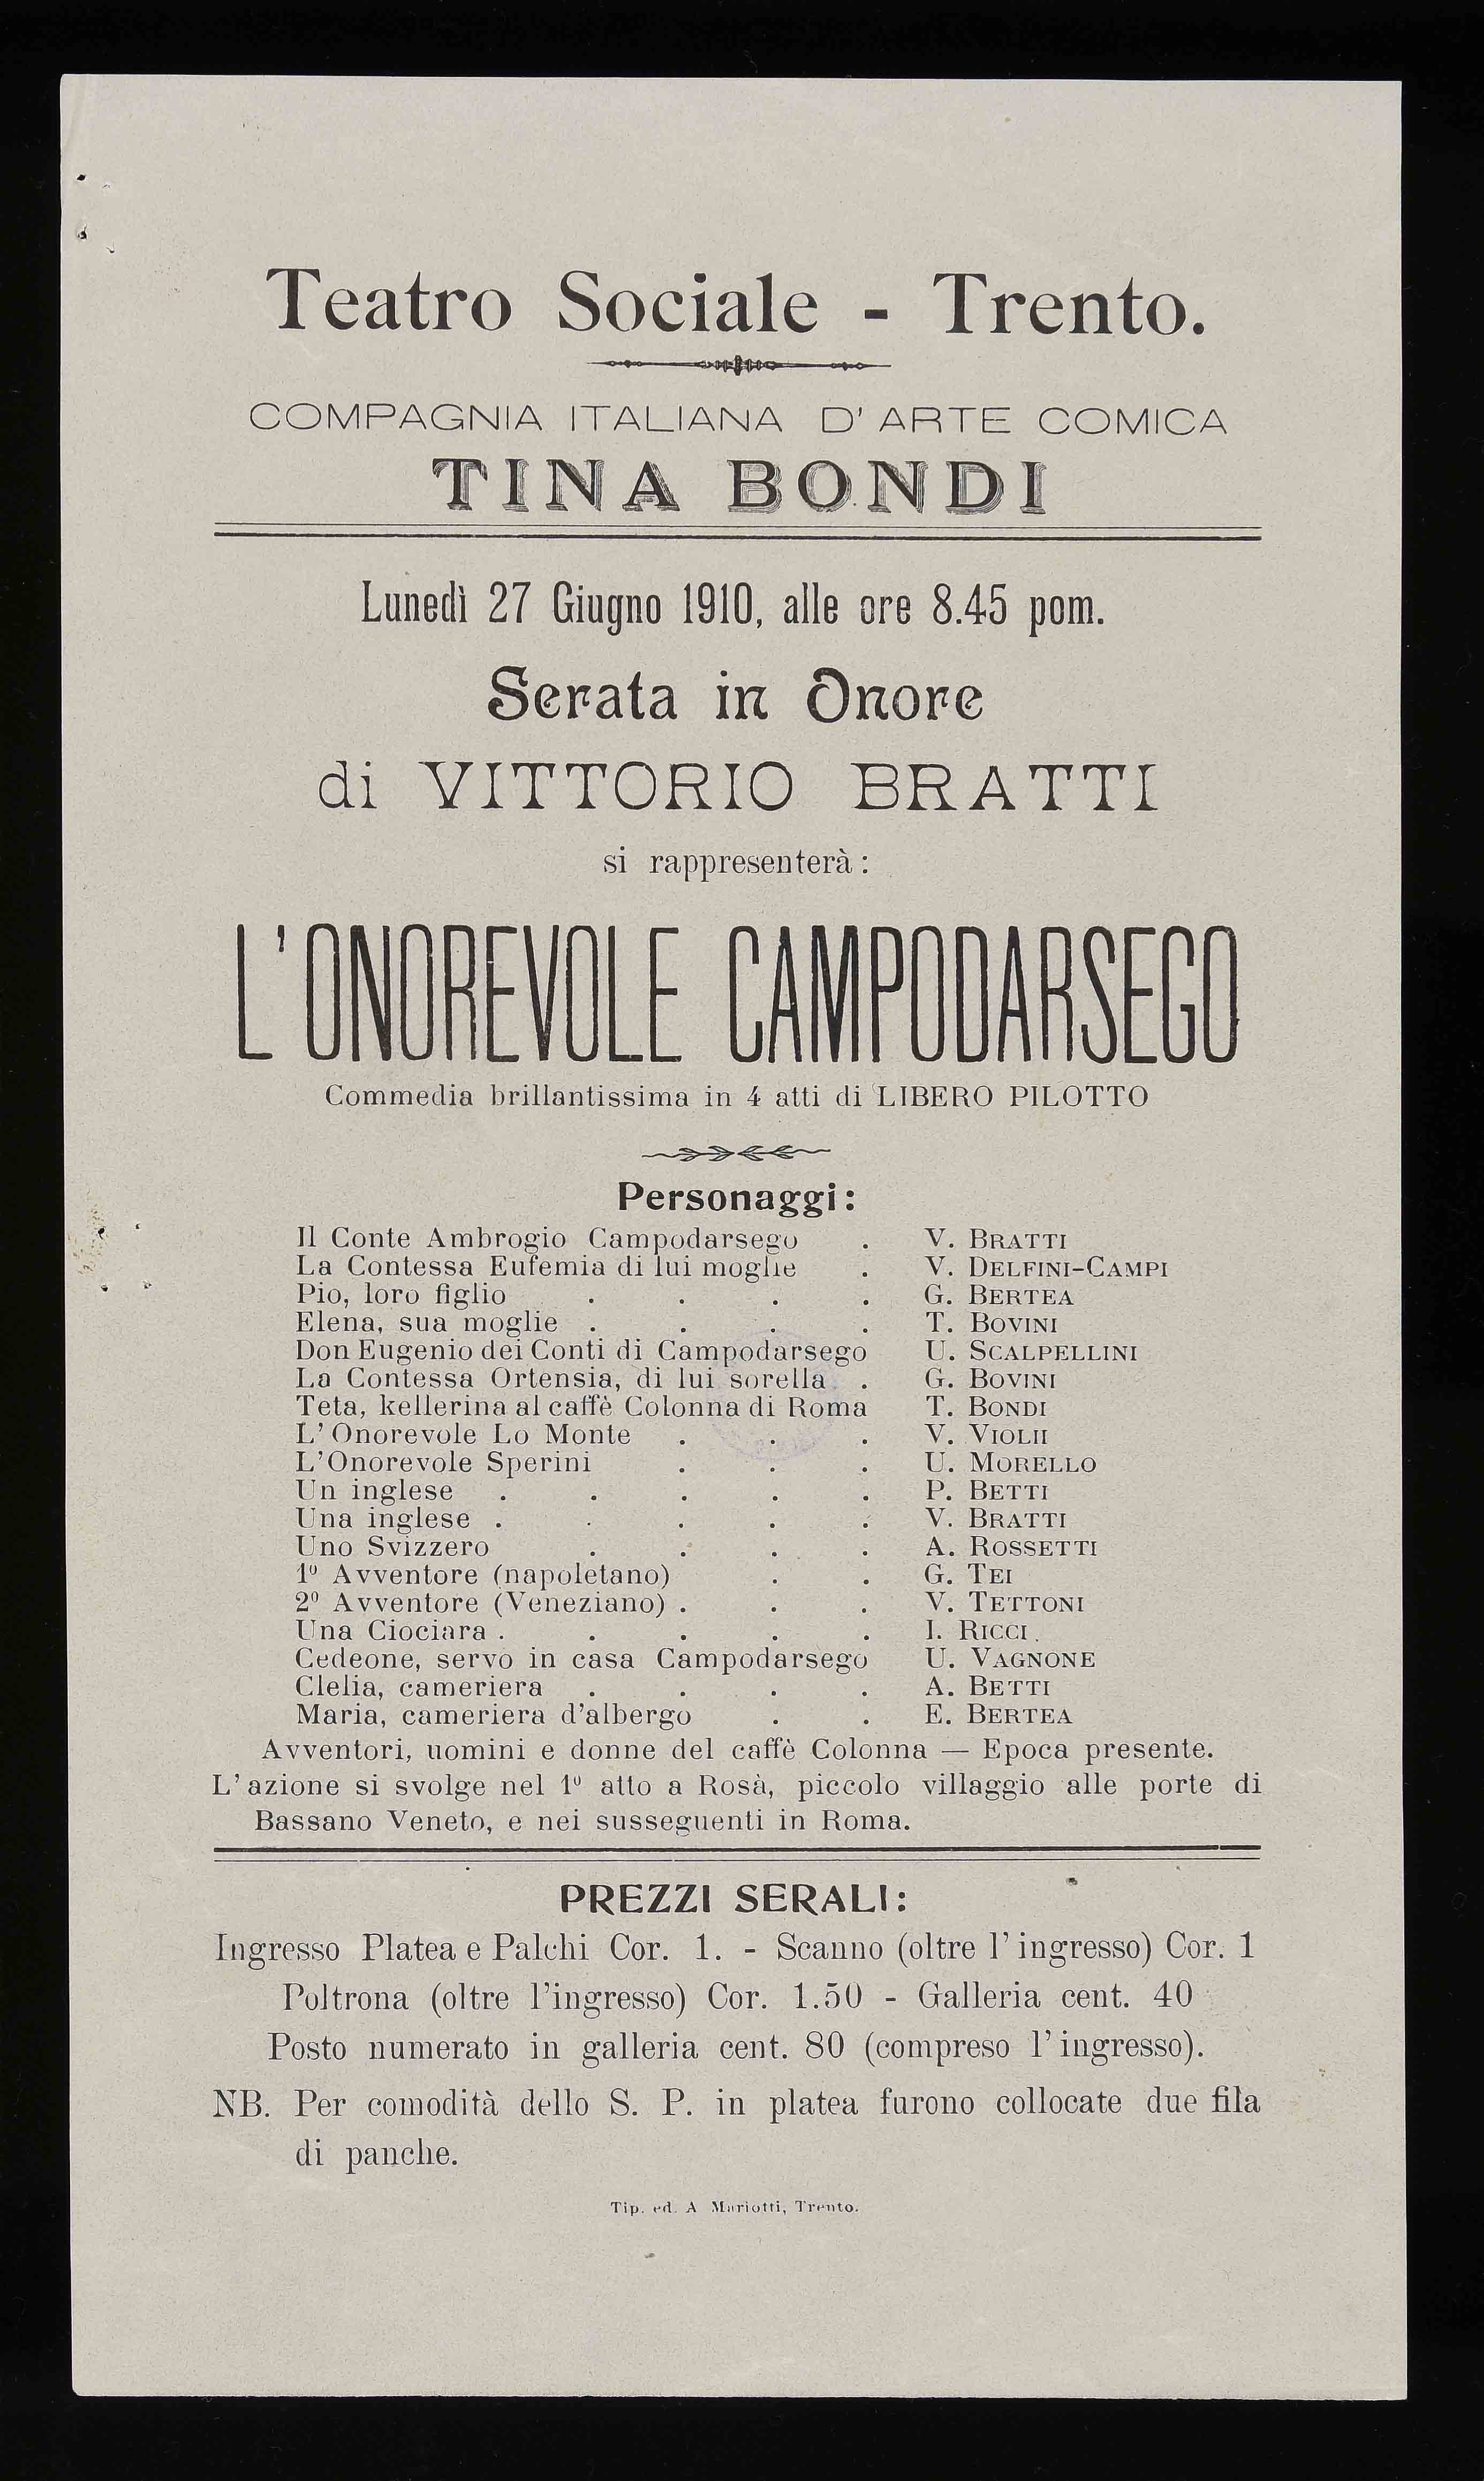 Teatro Sociale - Trento.
COMPAGNIA ITALIANA D'ARTE COMICA
TINA BONDI
Lunedì 27 Giugno 1910, alle ore 8.45 pom.
Serata in Onore
di VITTORIO BRATTI
si rappresenterà:
L'ONOREVOLE CAMPODARSEGO
Commedia brillantissima in 4 atti di LIBERO PILOTTO
Personaggi:
Il Conte Ambrogio Campodarsego . V. BRATTI
La Contessa Eufemia di lui moglie . V. DELFINI-CAMPI
Pio, loro figlio . . . . G. BERTEA
Elena, sua moglie . . . . T. BOVINI
Don Eugenio dei Conti di Campodarsego U. SCALPELLINI
La Contessa Ortensia, di lui sorella . G. BOVINI
Teta, kellerina al caffè Colonna di Roma T. BONDI
L'Onorevole Lo Monte . . . V. VIOLII
L'Onorevole Sperini . . . U. MORELLO
Un inglese . . . . . P. BETTI
Una inglese . . . . . V. BRATTI
Uno Svizzero . . . . A. ROSSETTI
1º Avventore (napoletano) . . G. TEI
2º Avventore (Veneziano) . . . V. TETTONI
Una Ciociara . . . . . I. RICCI.
Cedeone, servo in casa Campodarsego U. VAGNONE
Clelia, cameriera . . . . A. BETTI
Maria, cameriera d'albergo . . E. BERTEA
Avventori, uomini e donne del caffè Colonna — Epoca presente.
L'azione si svolge nel 1º atto a Rosà, piccolo villaggio alle porte di
Bassano Veneto, e nei susseguenti in Roma.
PREZZI SERALI:
Ingresso Platea e Palchi Cor. 1. - Scanno (oltre l'ingresso) Cor. 1
Poltrona (oltre l'ingresso) Cor. 1.50 - Galleria cent. 40
Posto numerato in galleria cent. 80 (compreso l'ingresso).
NB. Per comodità dello S. P. in platea furono collocate due fila
di panche.
Tip. ed. A Mariotti, Trento.